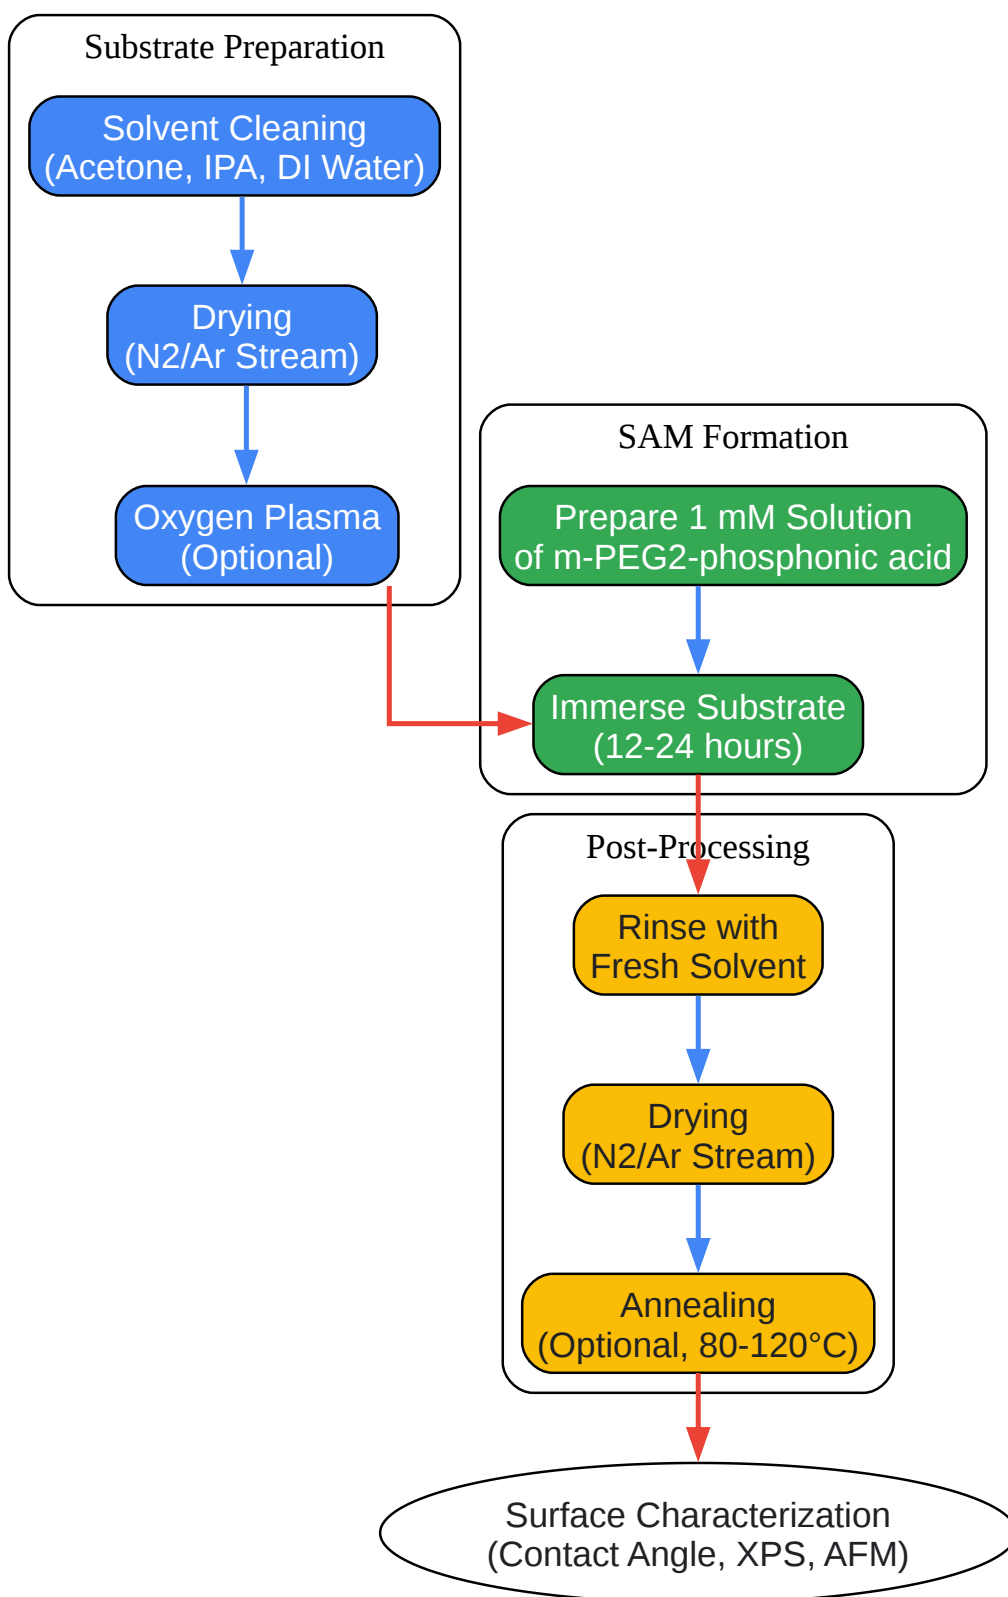 Substrate Preparation
Solvent Cleaning
(Acetone, IPA, DI Water)
Drying
(N2/Ar Stream)
Oxygen Plasma
(Optional)
SAM Formation
Prepare 1 mM Solution
of m-PEG2-phosphonic acid
Immerse Substrate
(12-24 hours)
Post-Processing
Rinse with
Fresh Solvent
Drying
(N2/Ar Stream)
Annealing
(Optional, 80-120°C)
Surface Characterization
(Contact Angle, XPS, AFM)